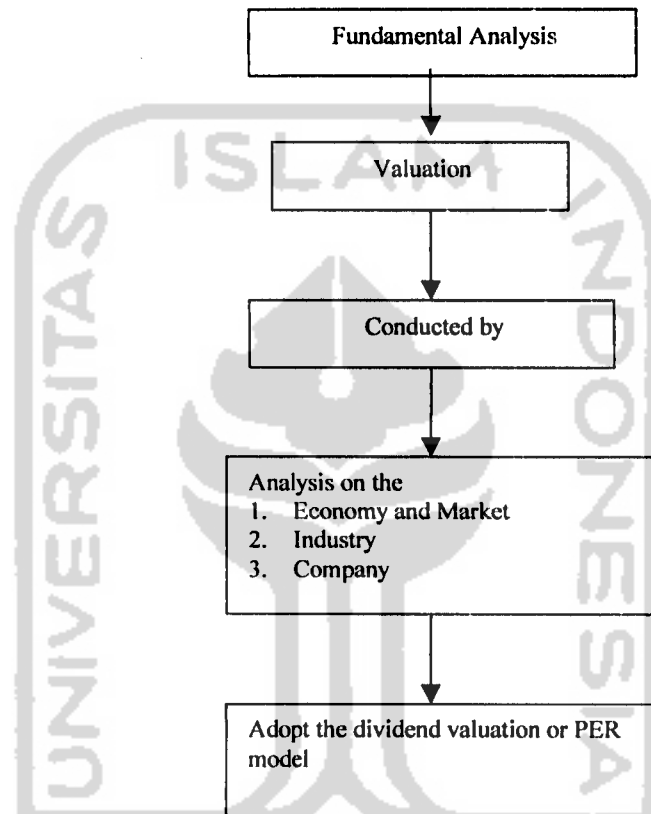 Fundamental Analysis
Valuation
Conducted by
Analysis on the
1. Economy and Market
2. Industry
3. Company
Adopt the dividend valuation or PER
model
UNIVERSITAS
ISLAM
INDONESIA